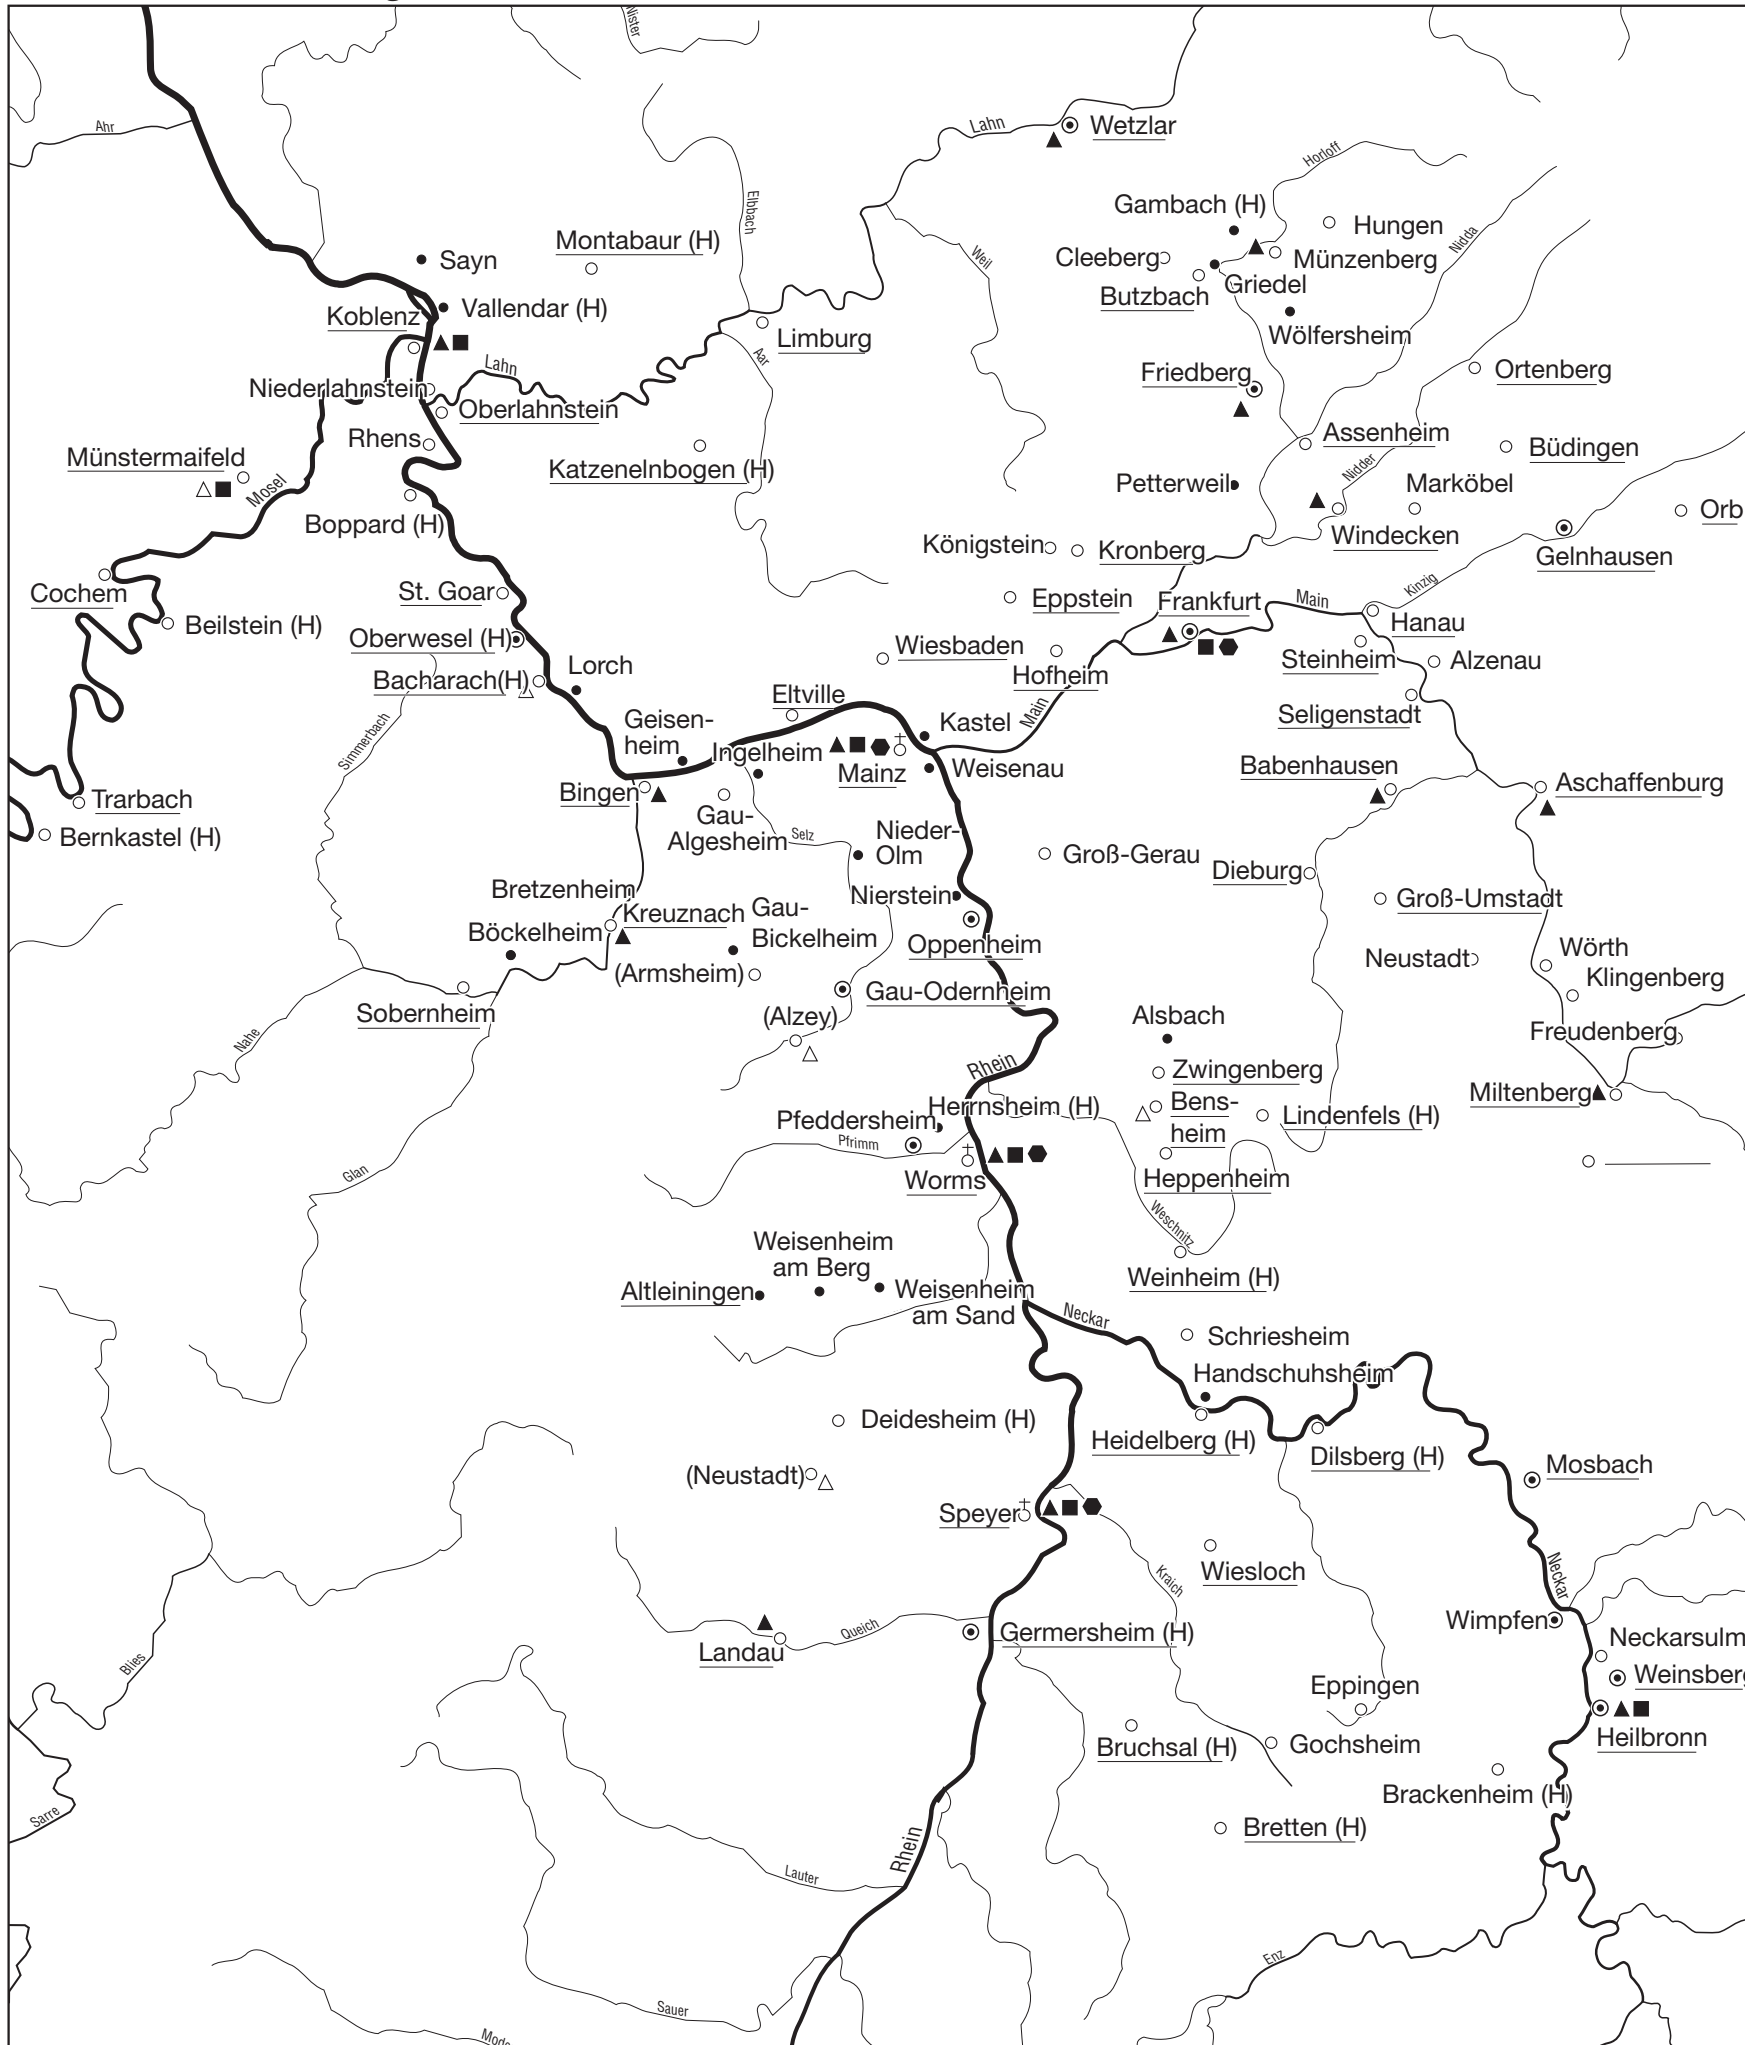 Nister
Ahr
Lahn
Wetzlar
Horloff
Elbbach
Gambach (H)
Hungen
Montabaur (H)
Nidda
Sayn
Weil
Cleeberg
Münzenberg
Griedel
Butzbach
Vallendar (H)
Koblenz
Wölfersheim
Limburg
Aar
Lahn
Friedberg
Ortenberg
Niederlahnstein
Oberlahnstein
Rhens
Assenheim
Büdingen
Münstermaifeld
Katzenelnbogen (H)
Nidder
Mosel
Petterweil
Marköbel
Orb
Boppard (H)
Windecken
Königstein
Kronberg
Gelnhausen
Cochem
St. Goar
Eppstein
Frankfurt
Main
Kinzig
Beilstein (H)
Hanau
Oberwesel (H)
Wiesbaden
Steinheim
Alzenau
Lorch
Hofheim
Bacharach(H)
Eltville
Seligenstadt
Geisen-
heim
Kastel
Main
Simmerbach
Ingelheim
Mainz
Weisenau
Babenhausen
Aschaffenburg
Trarbach
Bingen
Bernkastel (H)
Gau-
Algesheim
Selz
Nieder-
Olm
Groß-Gerau
Dieburg
Bretzenheim
Nierstein
Groß-Umstadt
Kreuznach
Gau-
Bickelheim
Böckelheim
Oppenheim
Wörth
Neustadt
(Armsheim)
Klingenberg
Gau-Odernheim
Sobernheim
(Alzey)
Alsbach
Nahe
Freudenberg
Rhein
Zwingenberg
Miltenberg
Herrnsheim (H)
Bens-
heim
Lindenfels (H)
Pfeddersheim
Pfrimm
Glan
Worms
Heppenheim
Weschnitz
Weisenheim
am Berg
Weinheim (H)
Altleiningen
Weisenheim
am Sand
Neckar
Schriesheim
Handschuhsheim
Deidesheim (H)
Heidelberg (H)
Dilsberg (H)
Mosbach
(Neustadt)
Speyer
Wiesloch
Kraich
Neckar
Wimpfen
Queich
Germersheim (H)
Neckarsulm
Landau
Blies
Weinsberg
Eppingen
Heilbronn
Bruchsal (H)
Gochsheim
Brackenheim (H)
Sarre
Bretten (H)
Rhein
Lauter
Enz
Sauer